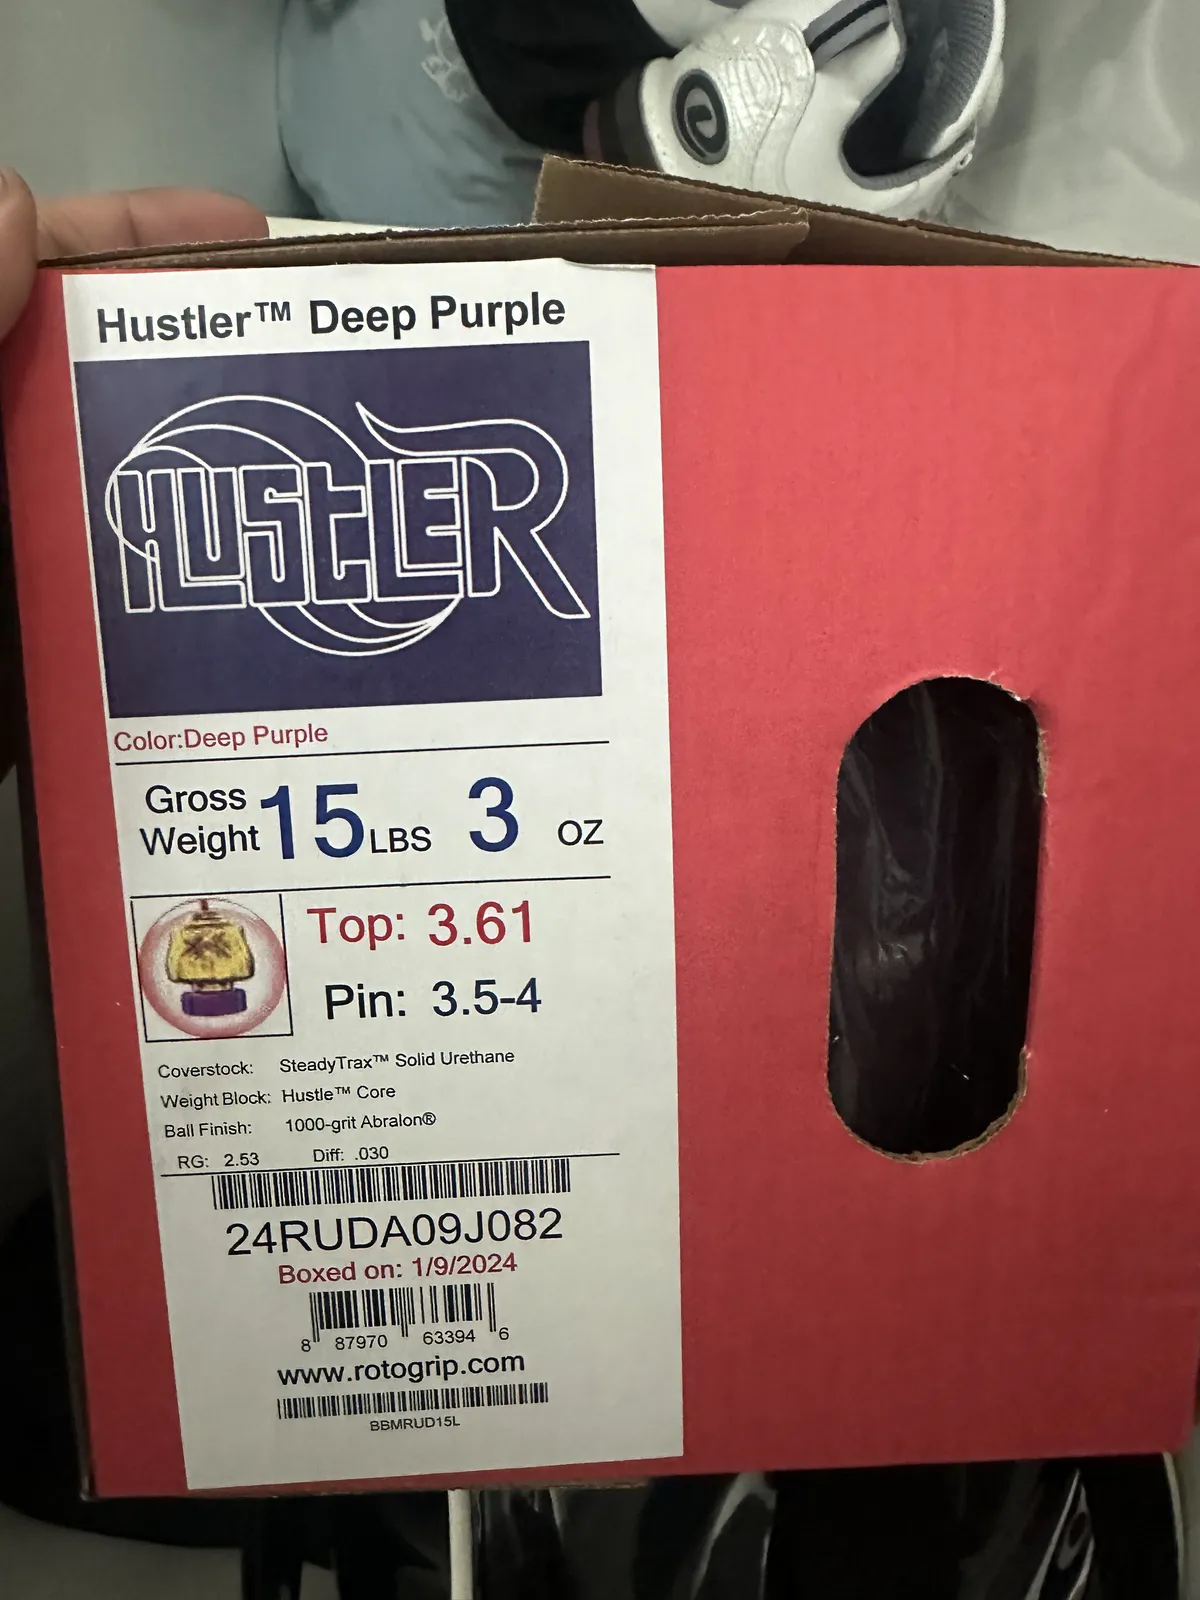 Hustler™ Deep Purple
HUSTLER
Color:Deep Purple
Gross Weight 15 LBS 3 OZ
Top: 3.61
Pin: 3.5-4
Coverstock: SteadyTrax™ Solid Urethane
Weight Block: Hustle™ Core
Ball Finish: 1000-grit Abralon®
RG: 2.53 Diff: .030
24RUDA09J082
Boxed on: 1/9/2024
8 87970 63394 6
www.rotogrip.com
BBMRUD15L